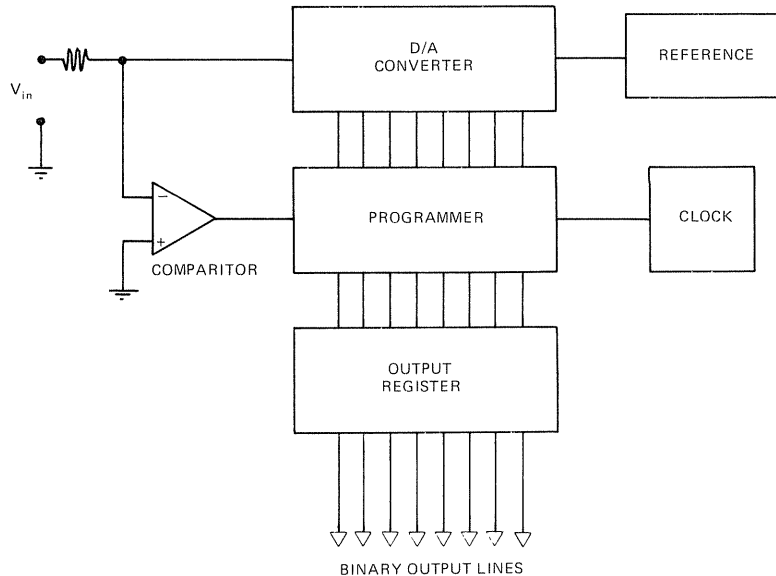 D/A
CONVERTER
REFERENCE
V in
−
+
COMPARITOR
PROGRAMMER
CLOCK
OUTPUT
REGISTER
BINARY OUTPUT LINES